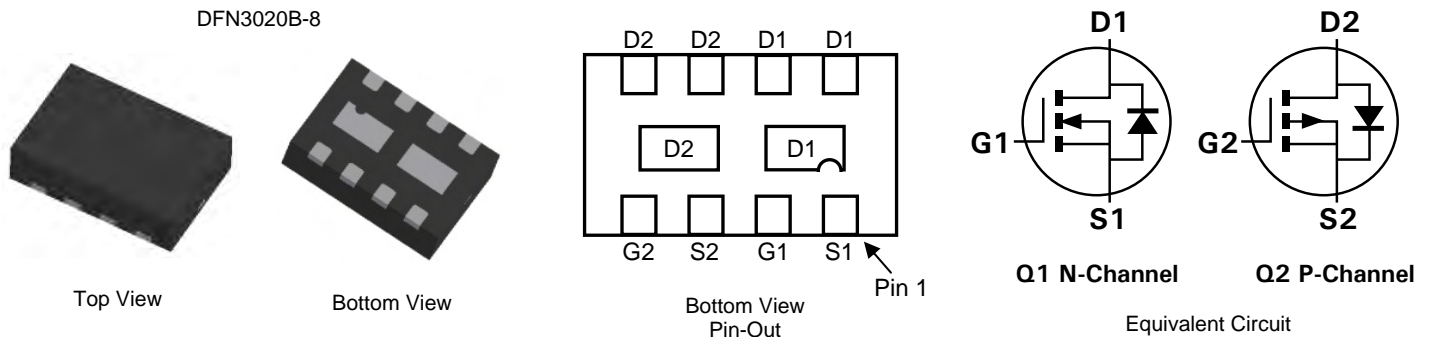 DFN3020B-8
Top View
Bottom View
D2 D2 D1 D1
D2 D1
G2 S2 G1 S1
Pin 1
Bottom View
Pin-Out
D1 D2
G1 G2
S1 S2
Q1 N-Channel Q2 P-Channel
Equivalent Circuit